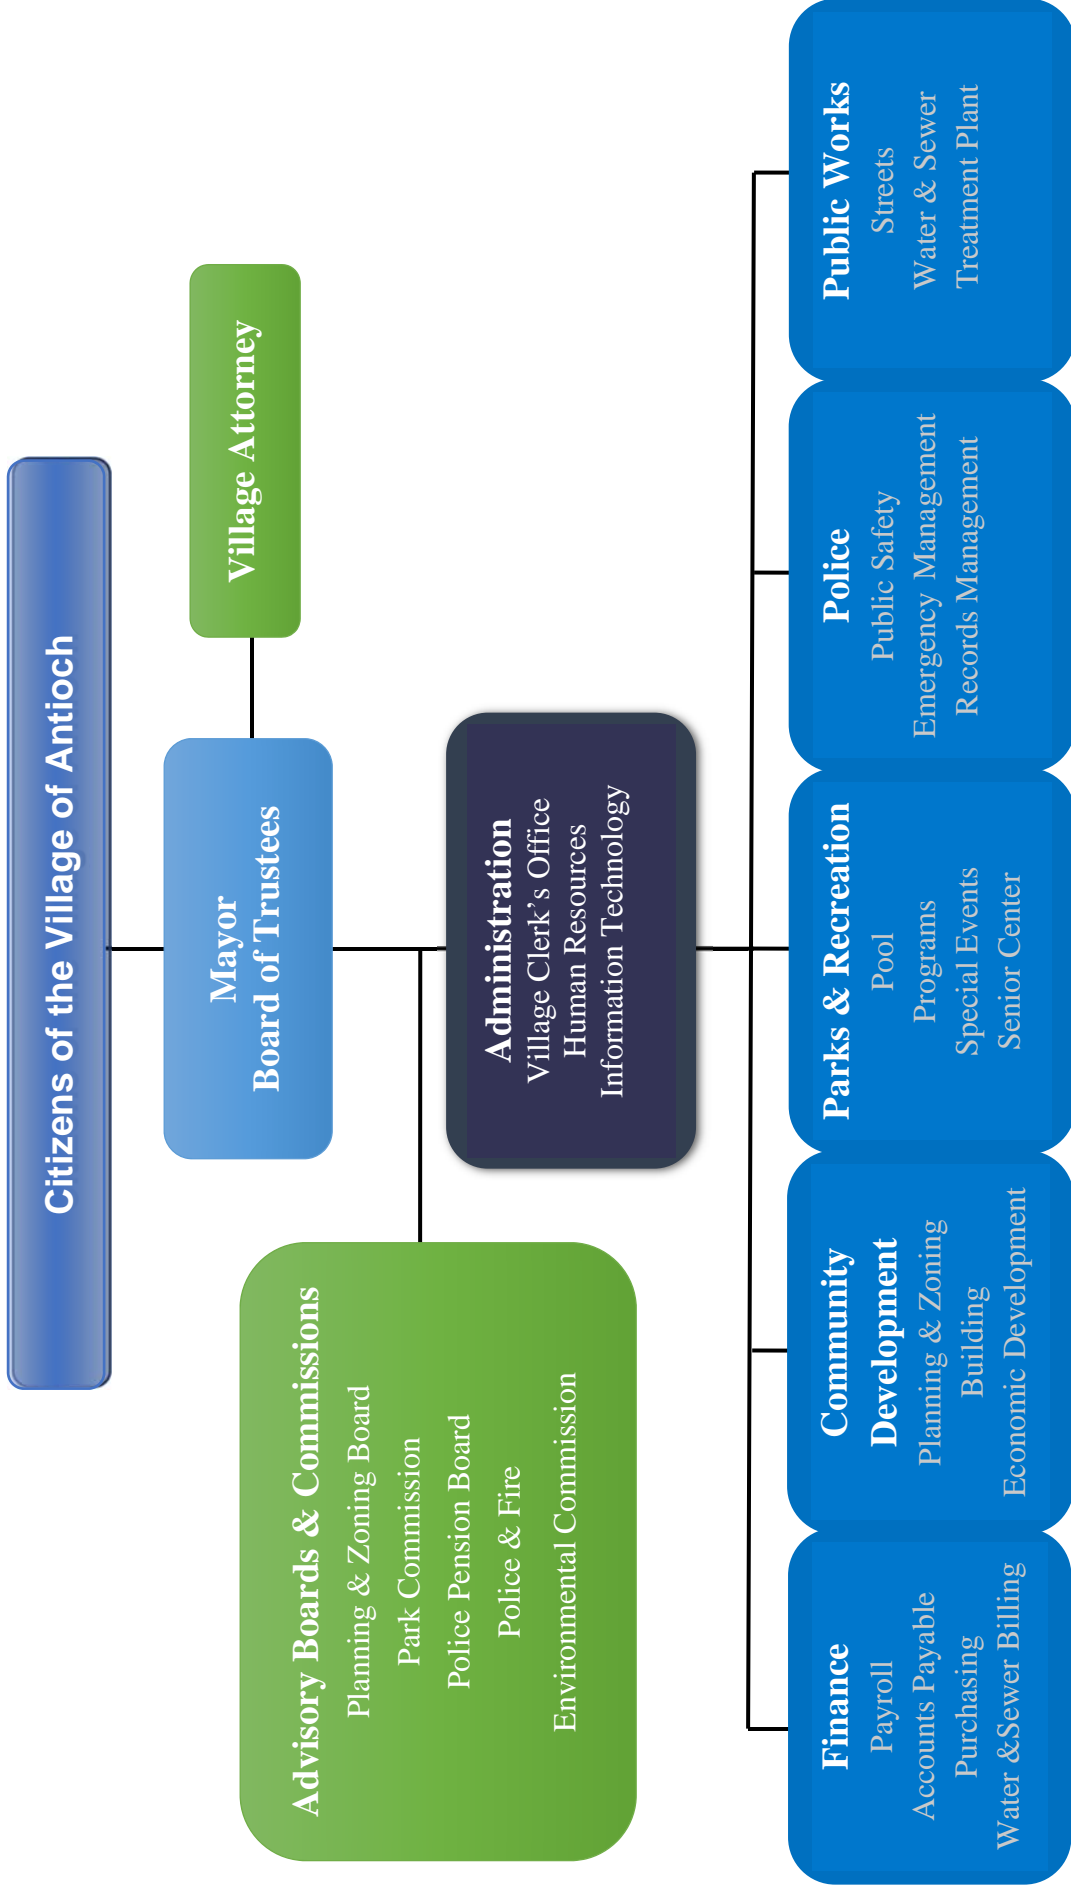 Citizens of the Village of Antioch
Mayor
Board of Trustees
Village Attorney
Advisory Boards & Commissions
Planning & Zoning Board
Park Commission
Police Pension Board
Police & Fire
Environmental Commission
Administration
Village Clerk's Office
Human Resources
Information Technology
Finance
Payroll
Accounts Payable
Purchasing
Water &Sewer Billing
Community
Development
Planning & Zoning
Building
Economic Development
Parks & Recreation
Pool
Programs
Special Events
Senior Center
Police
Public Safety
Emergency Management
Records Management
Public Works
Streets
Water & Sewer
Treatment Plant